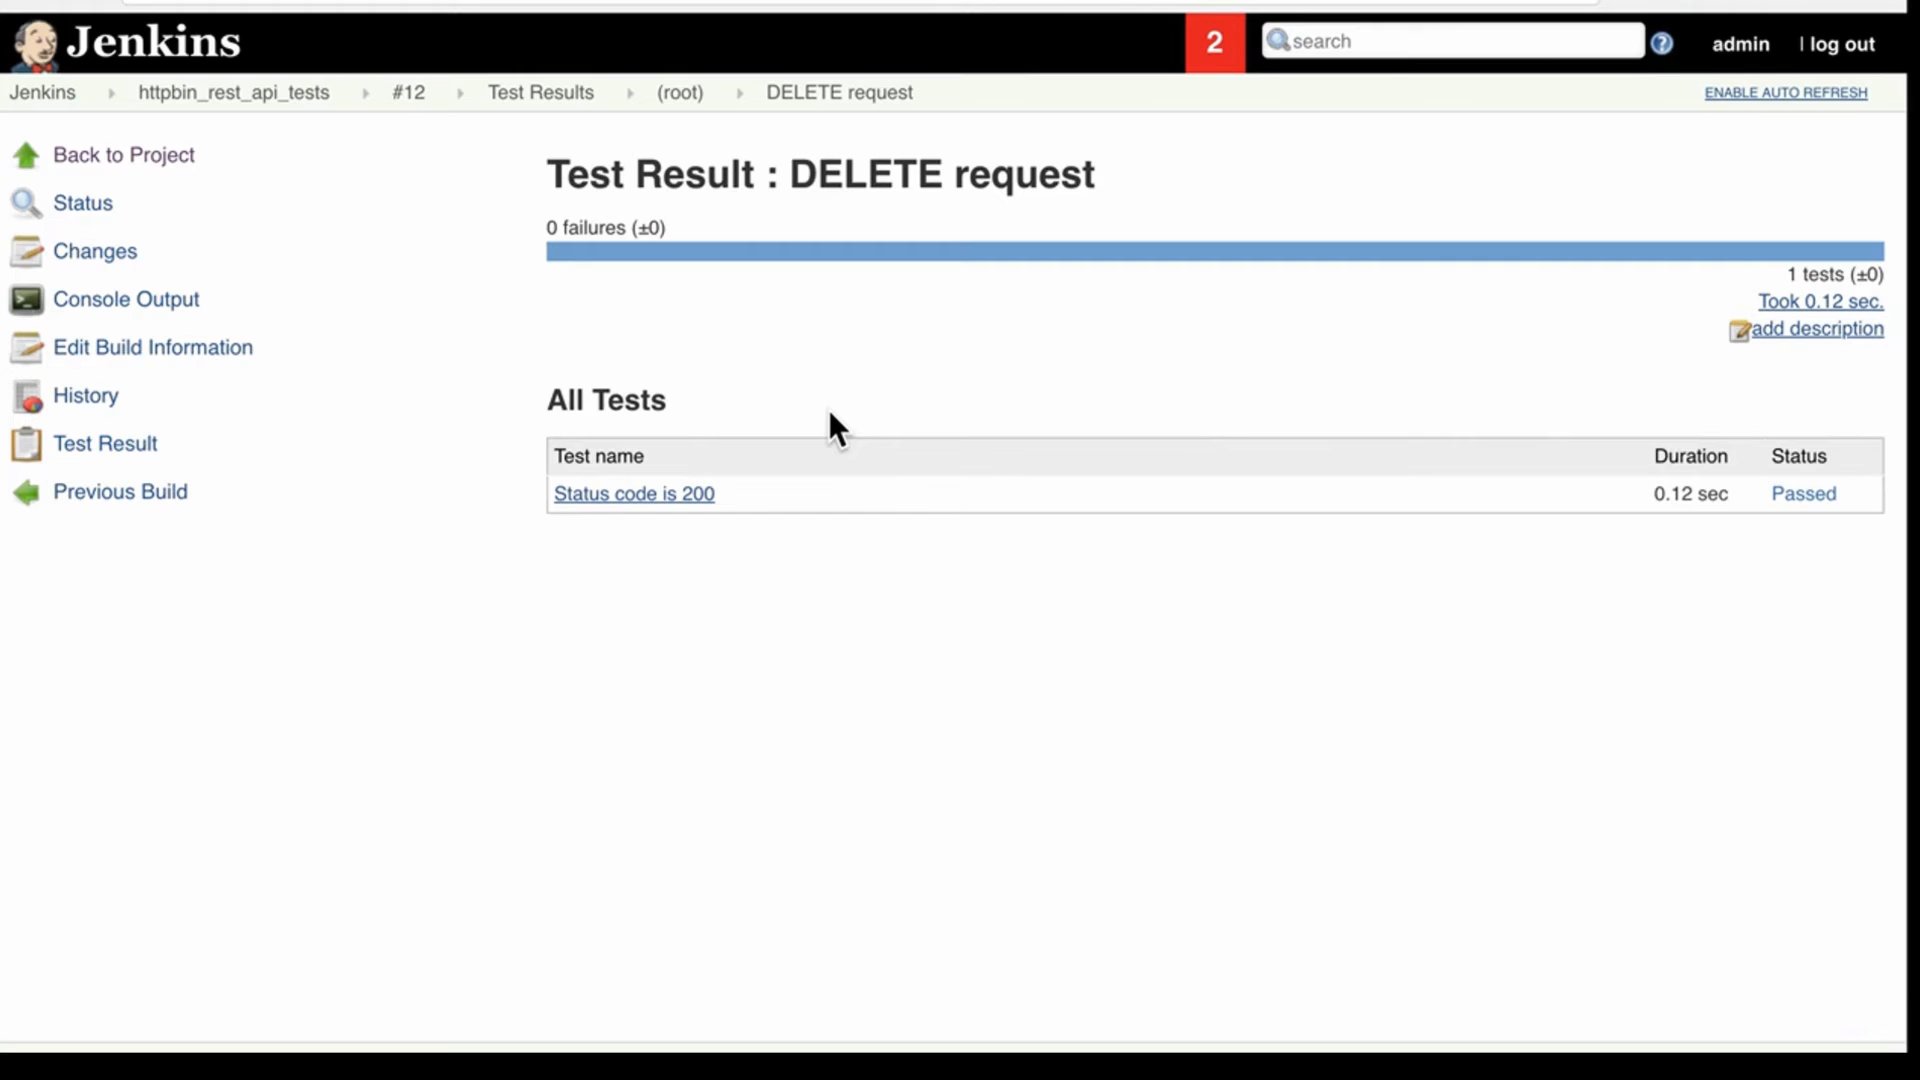 Jenkins
2
search
admin
| log out
Jenkins
httpbin_rest_api_tests
#12
Test Results
(root)
DELETE request
ENABLE AUTO REFRESH
Back to Project
Status
Changes
Console Output
Edit Build Information
History
Test Result
Previous Build
Test Result : DELETE request
0 failures (±0)
1 tests (±0)
Took 0.12 sec.
add description
All Tests
Test name Duration Status
Status code is 200 0.12 sec Passed